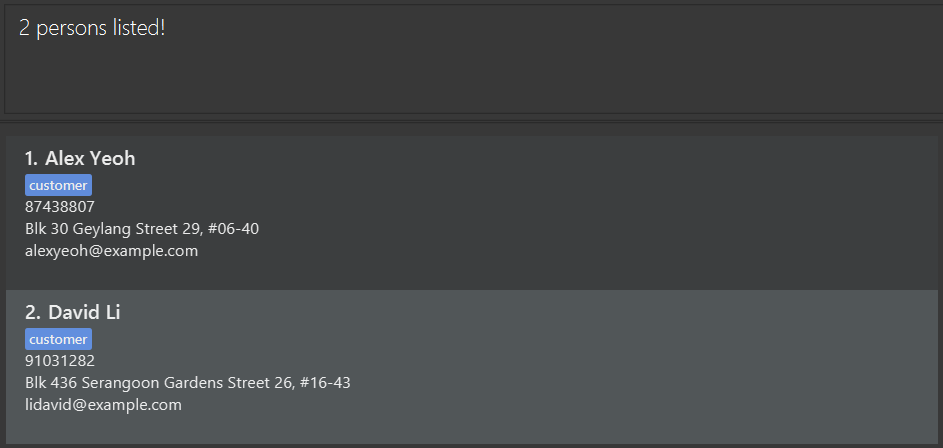 2 persons listed!
1. Alex Yeoh
customer
87438807
Blk 30 Geylang Street 29, #06-40
alexyeoh@example.com
2. David Li
customer
91031282
Blk 436 Serangoon Gardens Street 26, #16-43
lidavid@example.com